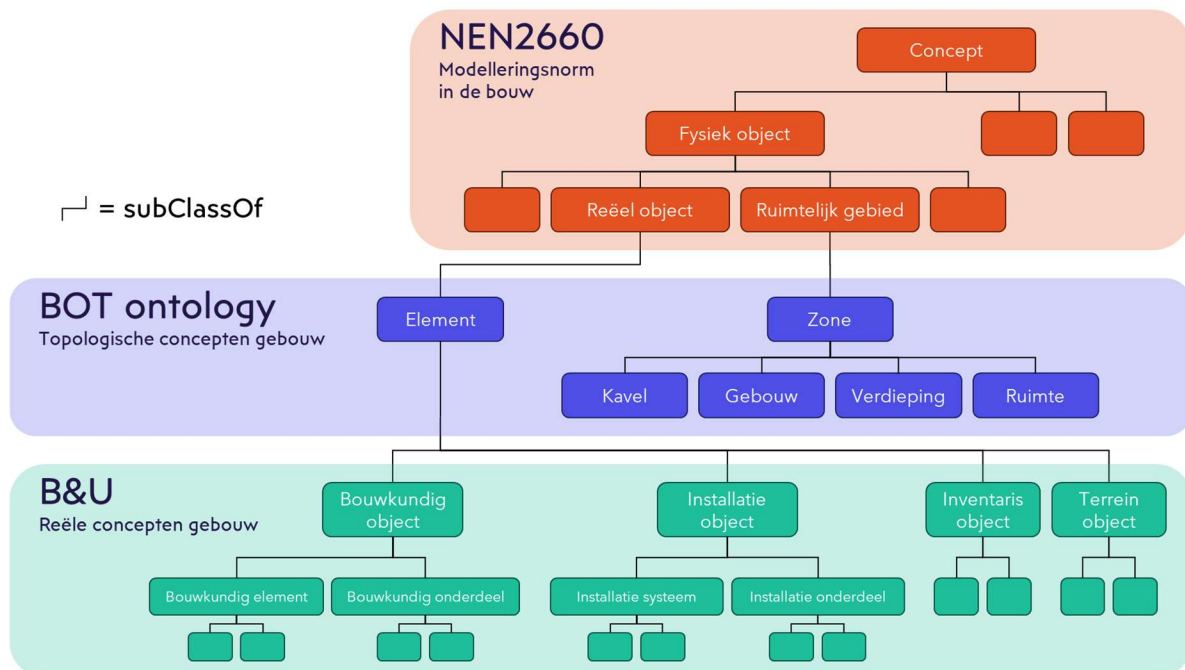 NEN2660
Modelleringsnorm
in de bouw
Concept
Fysiek object
Reëel object
Ruimtelijk gebied
= subClassOf
BOT ontology
Topologische concepten gebouw
Element
Zone
Kavel
Gebouw
Verdieping
Ruimte
B&U
Reële concepten gebouw
Bouwkundig
object
Installatie
object
Inventaris
object
Terrein
object
Bouwkundig element
Bouwkundig onderdeel
Installatie systeem
Installatie onderdeel